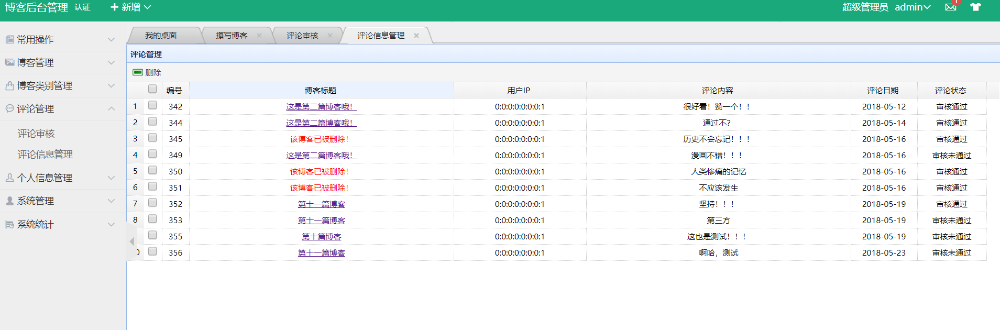 博客后台管理 认证 新增 超级管理员 admin 1
我的桌面 撰写博客 评论审核 评论信息管理
常用操作
博客管理
博客类别管理
评论管理
评论审核
评论信息管理
个人信息管理
系统管理
系统统计
评论管理
删除
编号 博客标题 用户IP 评论内容 评论日期 评论状态
1 342 这是第二篇博客哦！ 0:0:0:0:0:0:0:1 很好看！赞一个！！ 2018-05-12 审核通过
2 344 这是第二篇博客哦！ 0:0:0:0:0:0:0:1 通过不？ 2018-05-14 审核通过
3 345 该博客已被删除！ 0:0:0:0:0:0:0:1 历史不会忘记！！！ 2018-05-16 审核通过
4 349 这是第二篇博客哦！ 0:0:0:0:0:0:0:1 漫画不错！！！ 2018-05-16 审核未通过
5 350 该博客已被删除！ 0:0:0:0:0:0:0:1 人类惨痛的记忆 2018-05-16 审核通过
6 351 该博客已被删除！ 0:0:0:0:0:0:0:1 不应该发生 2018-05-16 审核通过
7 352 第十一篇博客 0:0:0:0:0:0:0:1 坚持！！！ 2018-05-19 审核通过
8 353 第十一篇博客 0:0:0:0:0:0:0:1 第三方 2018-05-19 审核未通过
355 第十篇博客 0:0:0:0:0:0:0:1 这也是测试！！！ 2018-05-19 审核未通过
0 356 第十一篇博客 0:0:0:0:0:0:0:1 啊哈，测试 2018-05-23 审核未通过